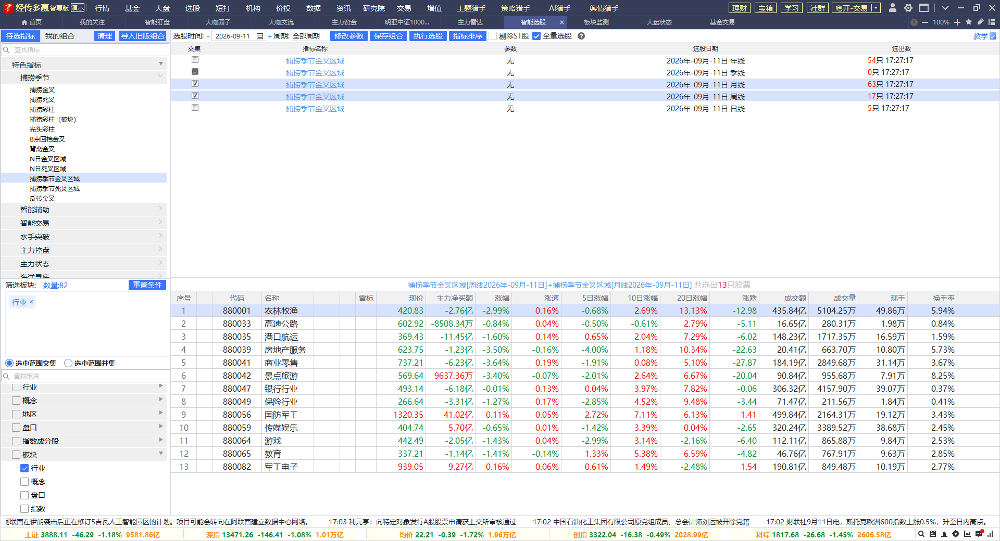 经传多赢 智尊版 演示 行情 基金 大盘 选股 短打 机构 价投 数据 资讯 研究院 交易 增值 主题猎手 策略猎手 AI猎手 舆情猎手 理财 宝箱 学习 社群 粤开-交易
首页 我的关注 智能盯盘 大咖圈子 大咖交流 主力资金 明亚中证1000... 主力雷达 智能选股 × 板块监测 大盘状态 基金交易 100%
待选指标 我的组合 清理 导入旧版组合 选股时间: - 2026-09-11 + 周期: 全部周期 修改参数 保存组合 执行选股 指标排序 剔除ST股 全量选股 教学
查找指标
交集 指标名称 参数 选股日期 选出数
捕捞季节金叉区域 无 2026年-09月-11日 年线 54只 17:27:17
捕捞季节金叉区域 无 2026年-09月-11日 季线 0只 17:27:17
捕捞季节金叉区域 无 2026年-09月-11日 月线 63只 17:27:17
捕捞季节金叉区域 无 2026年-09月-11日 周线 17只 17:27:17
捕捞季节金叉区域 无 2026年-09月-11日 日线 5只 17:27:17
特色指标
捕捞季节
捕捞金叉
捕捞死叉
捕捞彩柱
捕捞彩柱（板块）
光头彩柱
B点回档金叉
背离金叉
N日金叉区域
N日死叉区域
捕捞季节金叉区域
捕捞季节死叉区域
反转金叉
智能辅助
智能交易
水手突破
主力控盘
主力状态
海洋寻底
筛选板块: 数量:82 重置条件
行业 ×
选中范围交集 选中范围并集
查找板块
行业
概念
地区
盘口
指数成分股
板块
行业
概念
盘口
指数
捕捞季节金叉区域[周线2026年-09月-11日]+捕捞季节金叉区域[月线2026年-09月-11日] 共选出13只股票
序号 代码 名称 雷标 现价 主力净买额 涨幅 涨速 5日涨幅 10日涨幅 20日涨幅 涨跌 成交额 成交量 现手 换手率
1 880001 农林牧渔 420.83 -2.76亿 -2.99% 0.16% -0.68% 2.69% 13.13% -12.98 435.84亿 5104.25万 49.86万 5.94%
2 880033 高速公路 602.92 -8508.34万 -0.84% 0.04% -0.50% -0.61% 2.79% -5.11 16.65亿 280.31万 1.98万 0.84%
3 880035 港口航运 369.43 -11.45亿 -1.60% 0.14% 0.65% 2.04% 7.29% -6.02 148.23亿 1717.35万 16.59万 1.59%
4 880039 房地产服务 623.75 -1.23亿 -3.50% -0.16% -4.00% 1.18% 10.34% -22.63 20.41亿 663.70万 10.80万 5.73%
5 880041 商业零售 737.21 -6.23亿 -3.64% 0.19% -1.91% 0.08% 5.10% -27.87 184.19亿 2849.68万 31.14万 3.67%
6 880042 景点旅游 569.64 9637.36万 -3.40% -0.07% -2.01% 2.64% 6.67% -20.04 90.84亿 955.68万 7.91万 8.25%
7 880047 银行行业 493.14 -6.18亿 -0.01% 0.13% 0.04% 3.97% 7.82% -0.06 306.32亿 4157.90万 39.07万 0.37%
8 880049 保险行业 266.64 -3.31亿 -1.27% 0.17% -2.85% 4.52% 9.48% -3.44 71.47亿 211.56万 1.84万 0.41%
9 880056 国防军工 1320.35 41.02亿 0.11% 0.05% 2.72% 7.11% 6.13% 1.41 499.84亿 2164.31万 19.12万 3.43%
10 880059 传媒娱乐 404.74 5.70亿 -0.65% 0.01% -1.42% 3.39% 0.04% -2.65 320.24亿 3389.52万 38.68万 2.45%
11 880064 游戏 442.49 -2.05亿 -1.43% 0.04% -2.99% 3.14% -2.16% -6.40 112.11亿 865.88万 9.84万 2.53%
12 880065 教育 337.21 -1.14亿 -1.41% -0.14% 1.33% 5.38% 6.59% -4.82 46.76亿 767.91万 9.63万 2.85%
13 880082 军工电子 939.05 9.27亿 0.16% 0.06% 0.61% 1.49% -2.48% 1.54 190.81亿 849.48万 10.19万 2.77%
阿联酋在伊朗袭击后正在修订5吉瓦人工智能园区的计划。项目可能会转向在阿联酋建立数据中心网络。 17:03 利元亨：向特定对象发行A股股票申请获上交所审核通过 17:02 中国石油化工集团有限公司原党组成员、总会计师刘运被开除党籍 17:02 财联社9月11日电，斯托克欧洲600指数上涨0.5%，升至日内高点。
上证 3888.11 -46.29 -1.18% 9581.86亿 深指 13471.26 -146.41 -1.08% 1.01万亿 均价 22.21 -0.39 -1.72% 1.96万亿 创指 3322.04 -16.38 -0.49% 2028.99亿 科综 1817.68 -26.68 -1.45% 2606.58亿